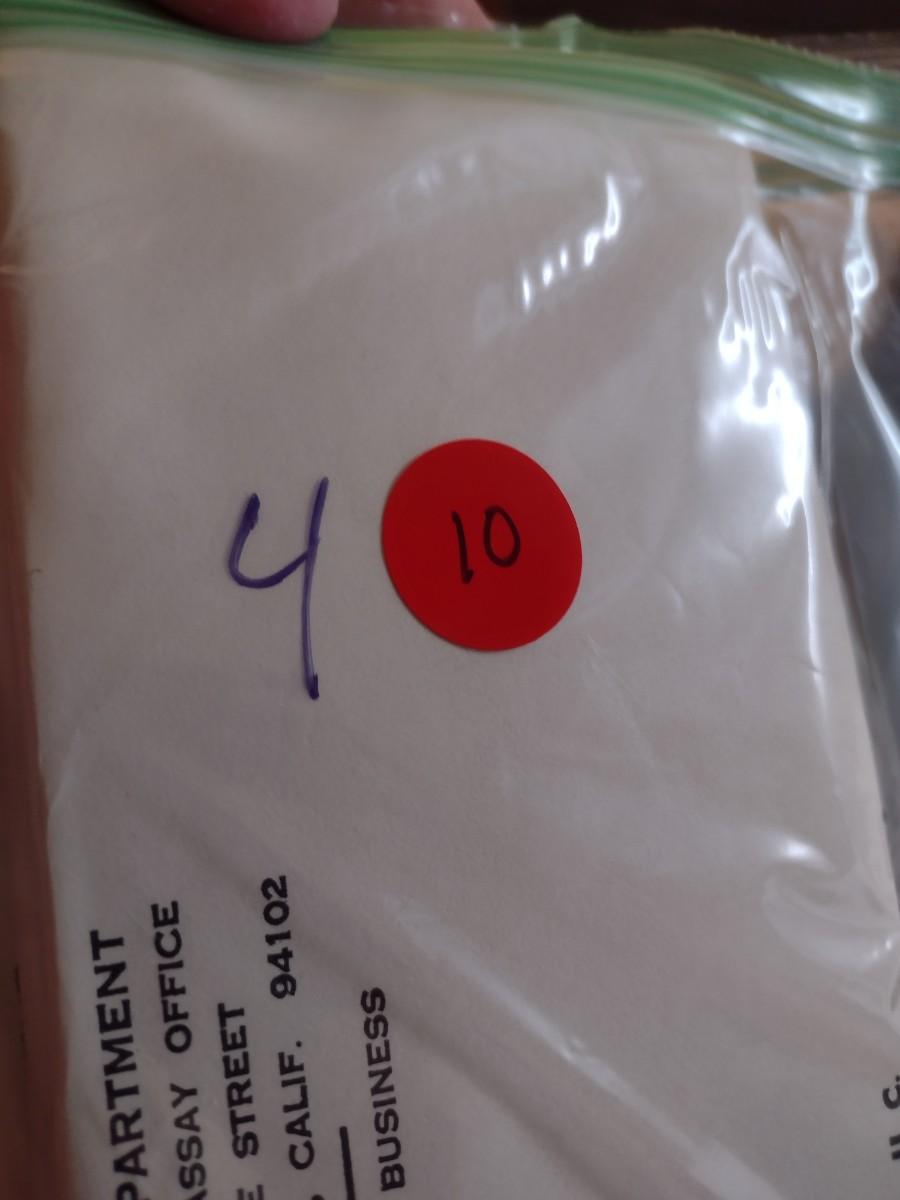 4
10
PARTMENT
ASSAY OFFICE
E STREET
CALIF. 94102
BUSINESS